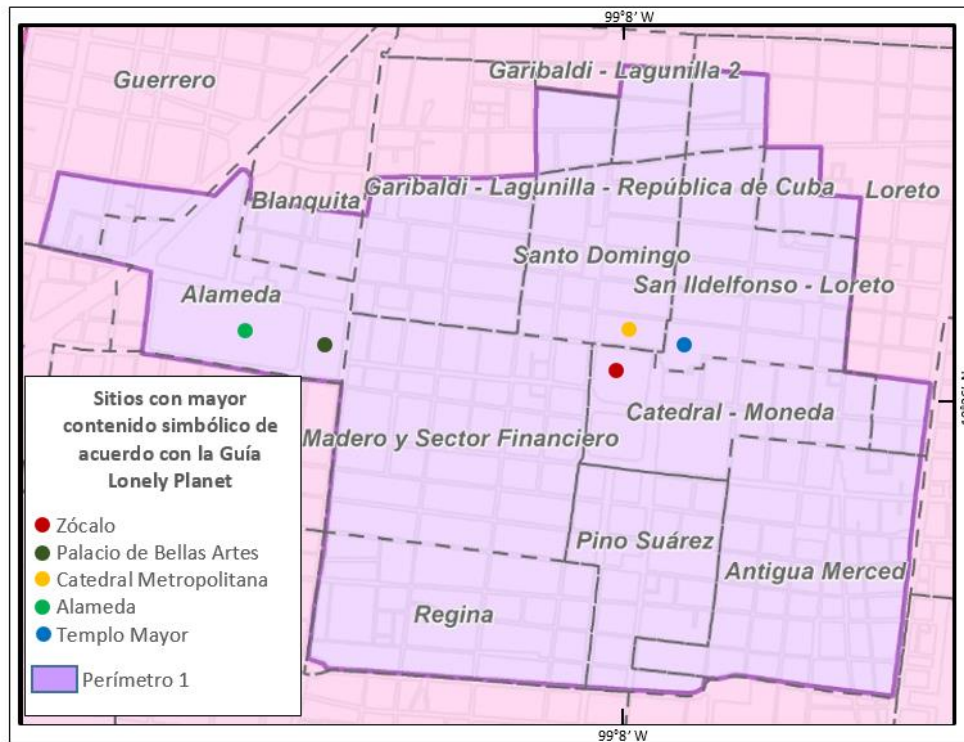 99°8' W
Garibaldi - Lagunilla 2
Guerrero
Blanquita
Garibaldi - Lagunilla - República de Cuba
Loreto
Santo Domingo
San Ildelfonso - Loreto
Alameda
Catedral - Moneda
Madero y Sector Financiero
Pino Suárez
Antigua Merced
Regina
Sitios con mayor
contenido simbólico de
acuerdo con la Guía
Lonely Planet
Zócalo
Palacio de Bellas Artes
Catedral Metropolitana
Alameda
Templo Mayor
Perímetro 1
99°8' W